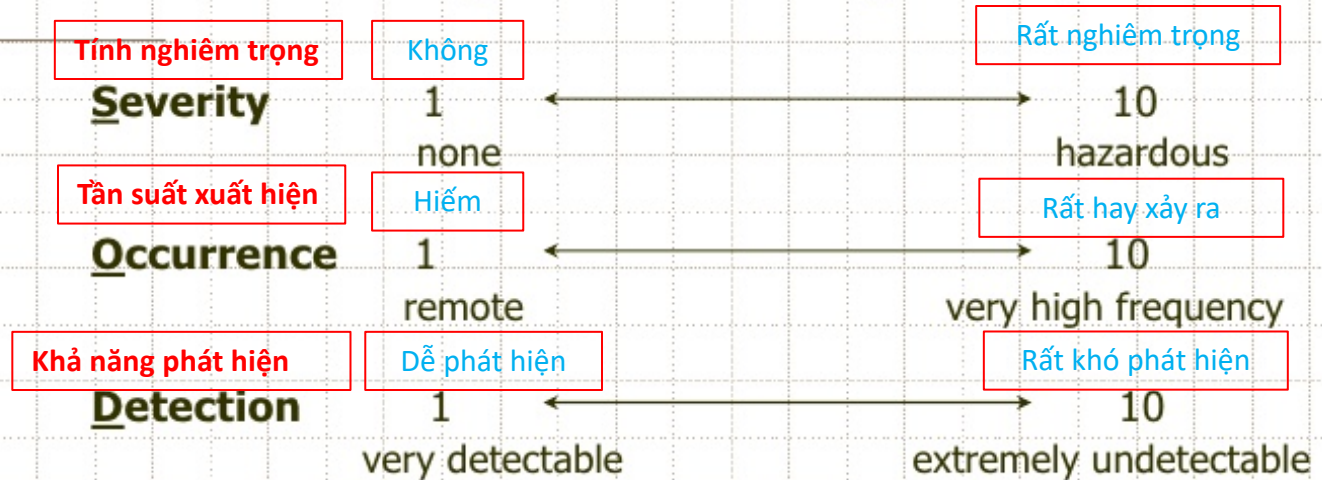 Tính nghiêm trọng Không Rất nghiêm trọng
Severity 1 10
none hazardous
Tần suất xuất hiện Hiếm Rất hay xảy ra
Occurrence 1 10
remote very high frequency
Khả năng phát hiện Dễ phát hiện Rất khó phát hiện
Detection 1 10
very detectable extremely undetectable